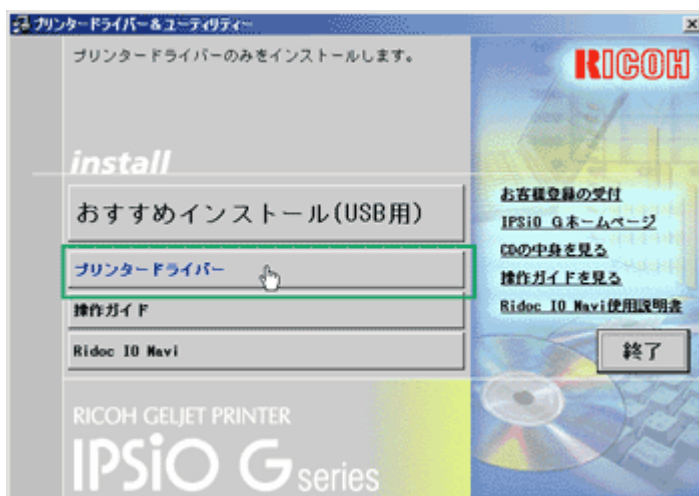 プリンタードライバー＆ユーティリティー
プリンタードライバーのみをインストールします。
RICOH
install
おすすめインストール(USB用)
プリンタードライバー
操作ガイド
Ridoc IO Navi
お客様登録の受付
IPSiO Gホームページ
CDの中身を見る
操作ガイドを見る
Ridoc IO Navi使用説明書
終了
RICOH GELJET PRINTER
IPSiO G series